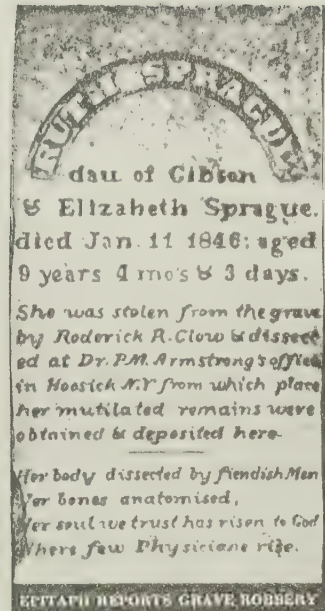 RUTH SPRAGUE
dau of Gibson
& Elizabeth Sprague.
died Jan. 11 1846; aged
9 years 4 mo's & 3 days.
She was stolen from the grave
by Roderick R. Clow & dissect
ed at Dr. P.M. Armstrong's office
in Hoosick N.Y from which place
her mutilated remains were
obtained & deposited here.
Her body dissected by fiendish Men
Her bones anatomised,
Her soul we trust has risen to God
Where few Physicians rise.
EPITAPH REPORTS GRAVE ROBBERY